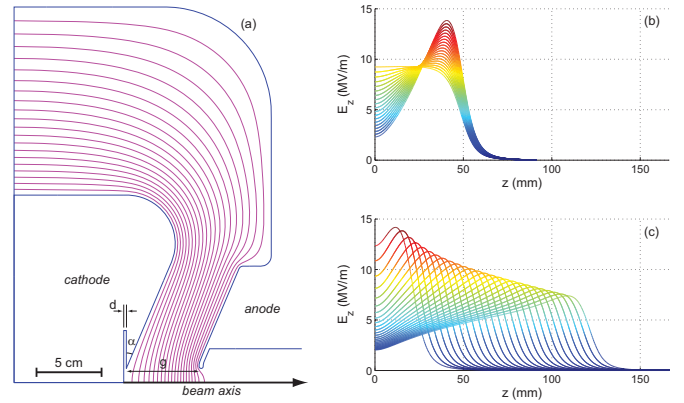 (a)
cathode
anode
d
α
g
5 cm
beam axis
(b)
15
10
5
0
E_z (MV/m)
0
50
100
150
z (mm)
(c)
15
10
5
0
E_z (MV/m)
0
50
100
150
z (mm)